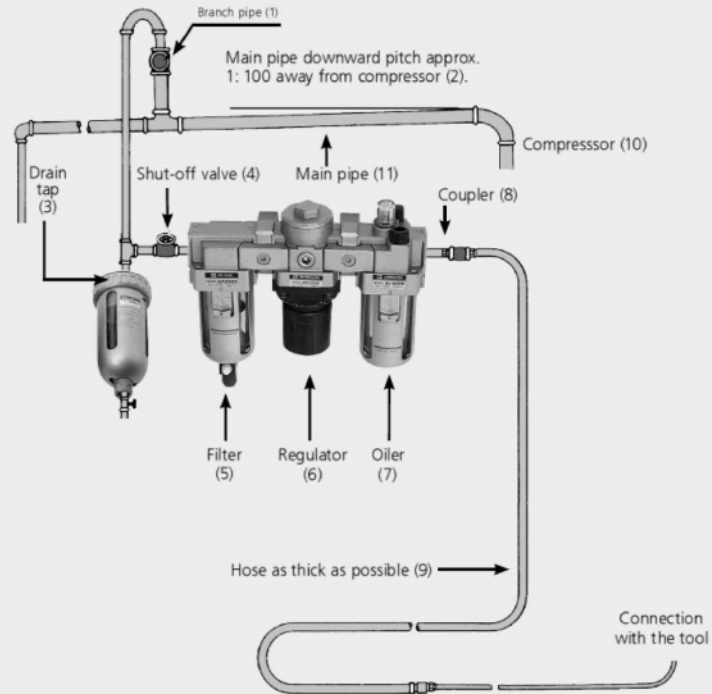 Branch pipe (1)
Main pipe downward pitch approx.
1: 100 away from compressor (2).
Compresssor (10)
Drain
tap
(3)
Shut-off valve (4)
Main pipe (11)
Coupler (8)
Filter
(5)
Regulator
(6)
Oiler
(7)
Hose as thick as possible (9)
Connection
with the tool